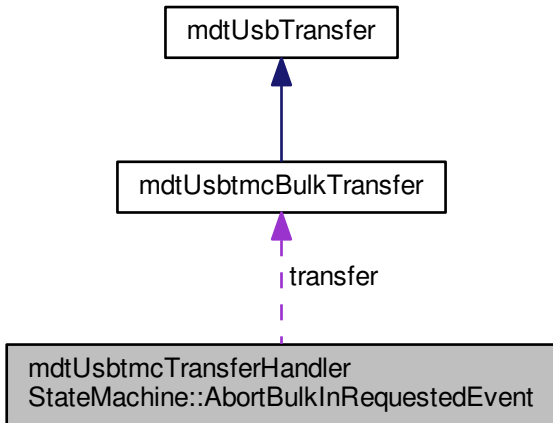 mdtUsbTransfer
mdtUsbtmcBulkTransfer
transfer
mdtUsbtmcTransferHandler
StateMachine::AbortBulkInRequestedEvent